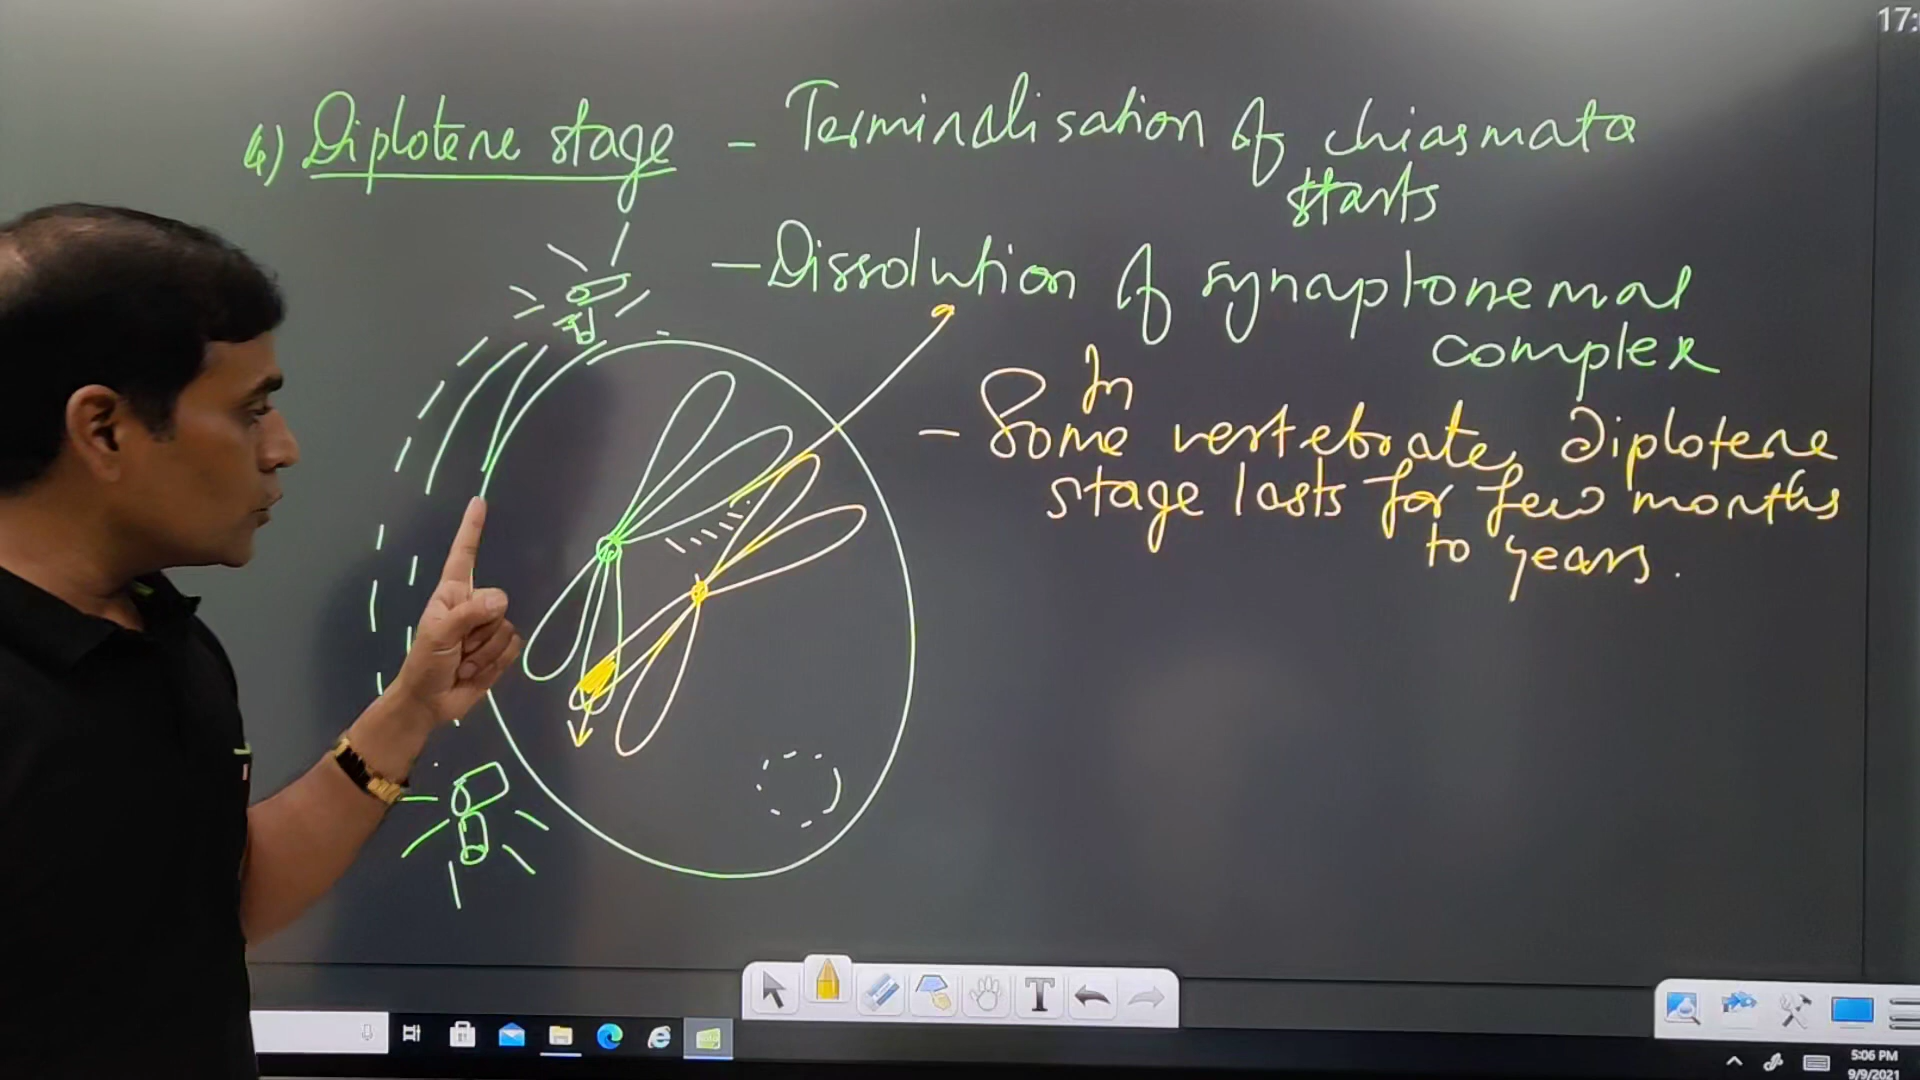 17:
4) Diplotene stage - Terminalisation of chiasmata
starts
- Dissolution of synaptonemal
complex
In
- Some vertebrate, diplotene
stage lasts for few months
to years.
T
5:06 PM
9/9/2021